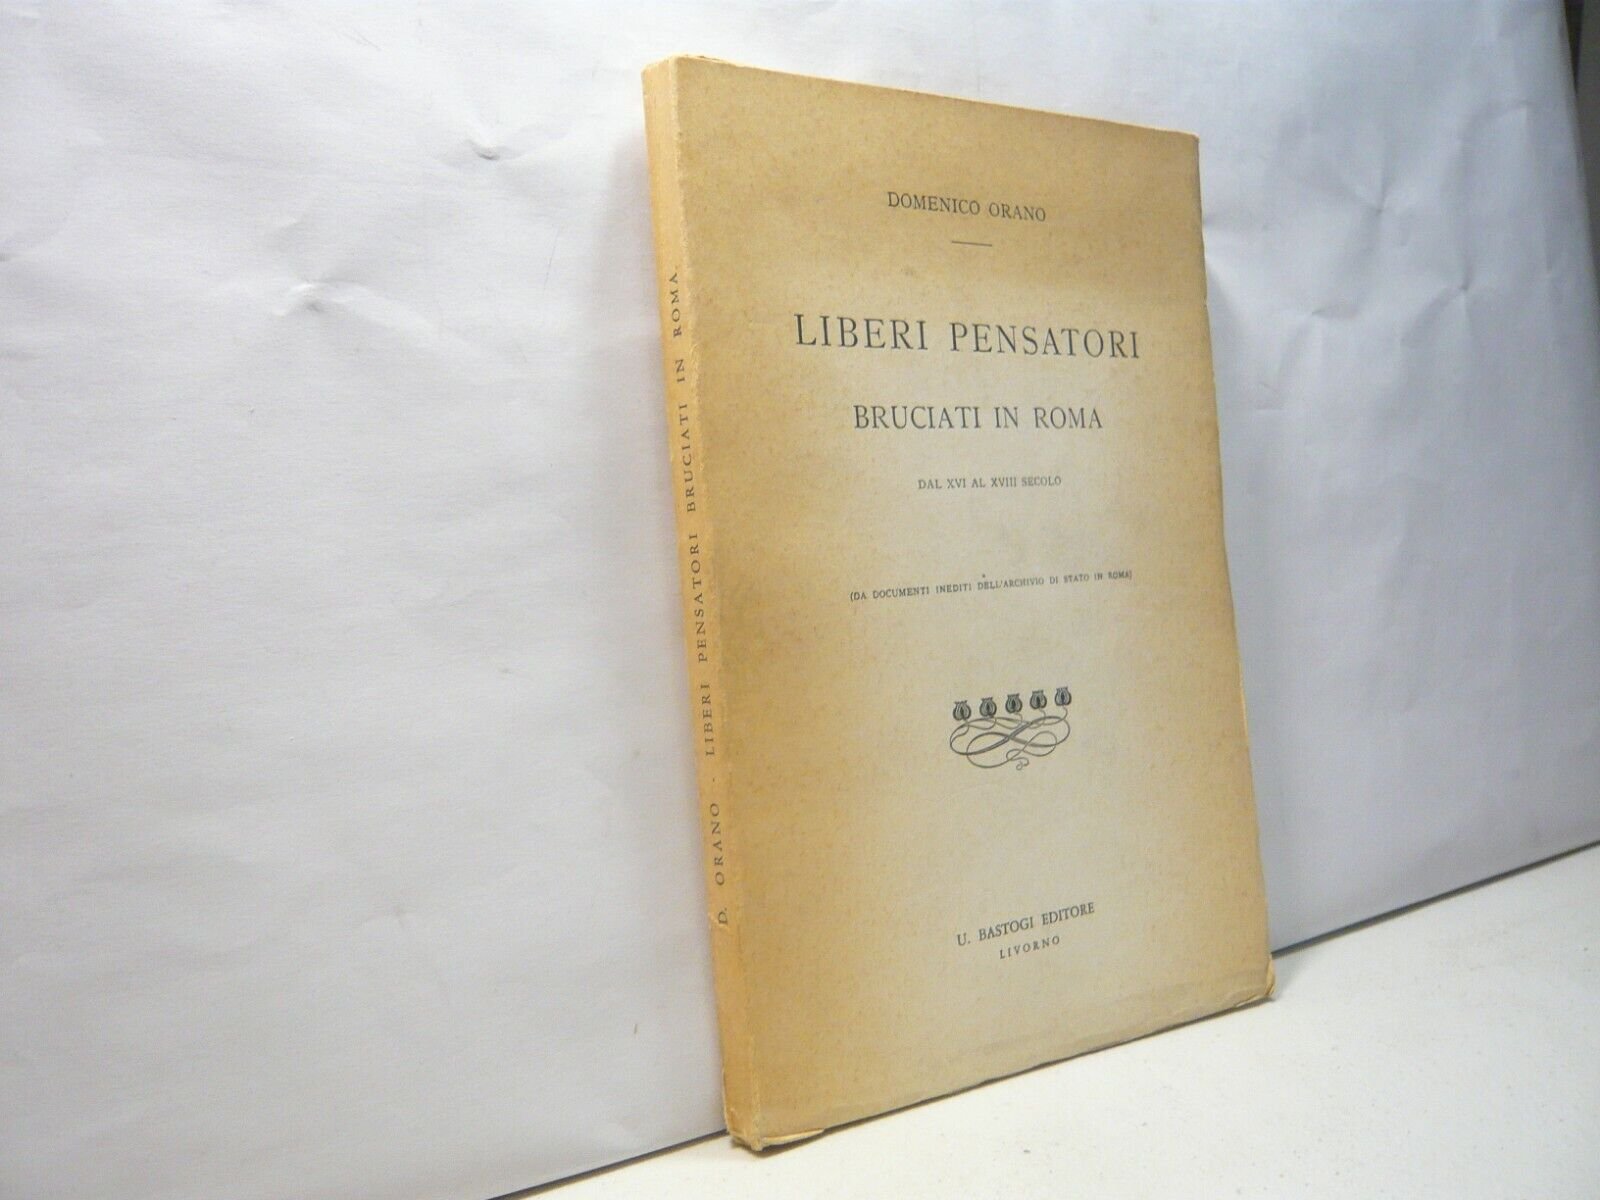 DOMENICO ORANO
LIBERI PENSATORI
BRUCIATI IN ROMA
DAL XVI AL XVIII SECOLO
(DA DOCUMENTI INEDITI DELL'ARCHIVIO DI STATO IN ROMA)
U. BASTOGI EDITORE
LIVORNO
D. ORANO - LIBERI PENSATORI BRUCIATI IN ROMA.